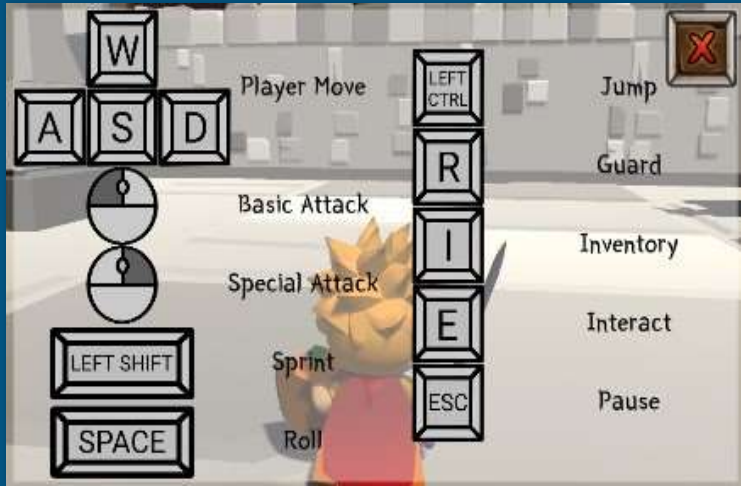 W
A S D
Player Move
Basic Attack
Special Attack
LEFT SHIFT Sprint
SPACE Roll
LEFT
CTRL
Jump
R Guard
I Inventory
E Interact
ESC Pause
X